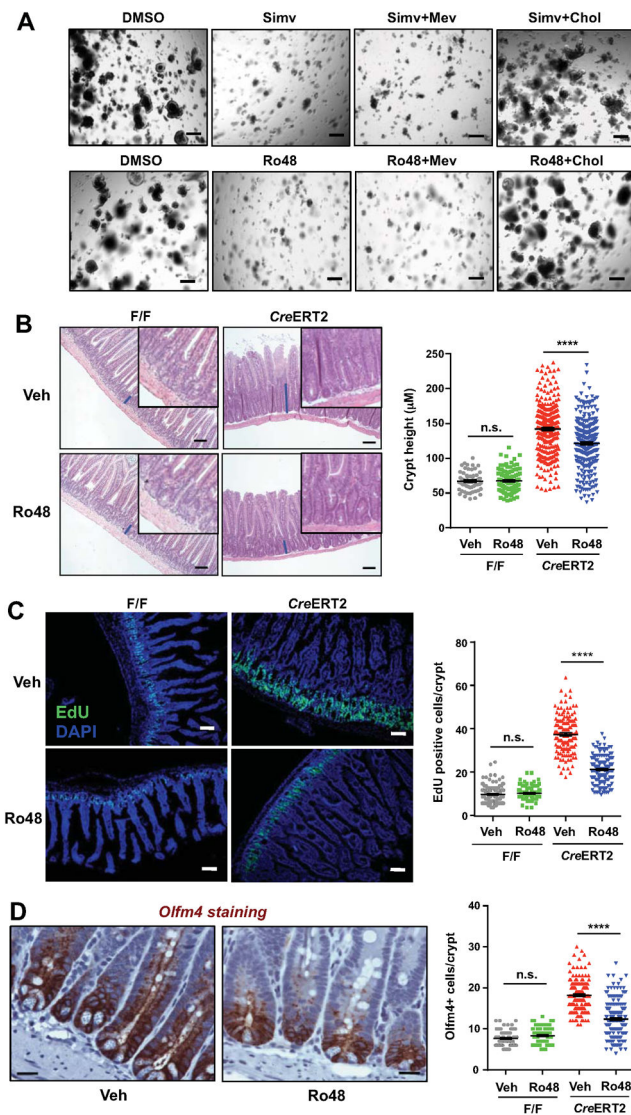 A
DMSO Simv Simv+Mev Simv+Chol
DMSO Ro48 Ro48+Mev Ro48+Chol
B
F/F CreERT2
Veh
Ro48
Crypt height (µM)
250
200
150
100
50
0
n.s.
****
Veh Ro48 Veh Ro48
F/F CreERT2
C
F/F CreERT2
Veh
EdU
DAPI
Ro48
EdU positive cells/crypt
80
60
40
20
0
n.s.
****
Veh Ro48 Veh Ro48
F/F CreERT2
D
Olfm4 staining
Veh Ro48
Olfm4+ cells/crypt
40
30
20
10
0
n.s.
****
Veh Ro48 Veh Ro48
F/F CreERT2